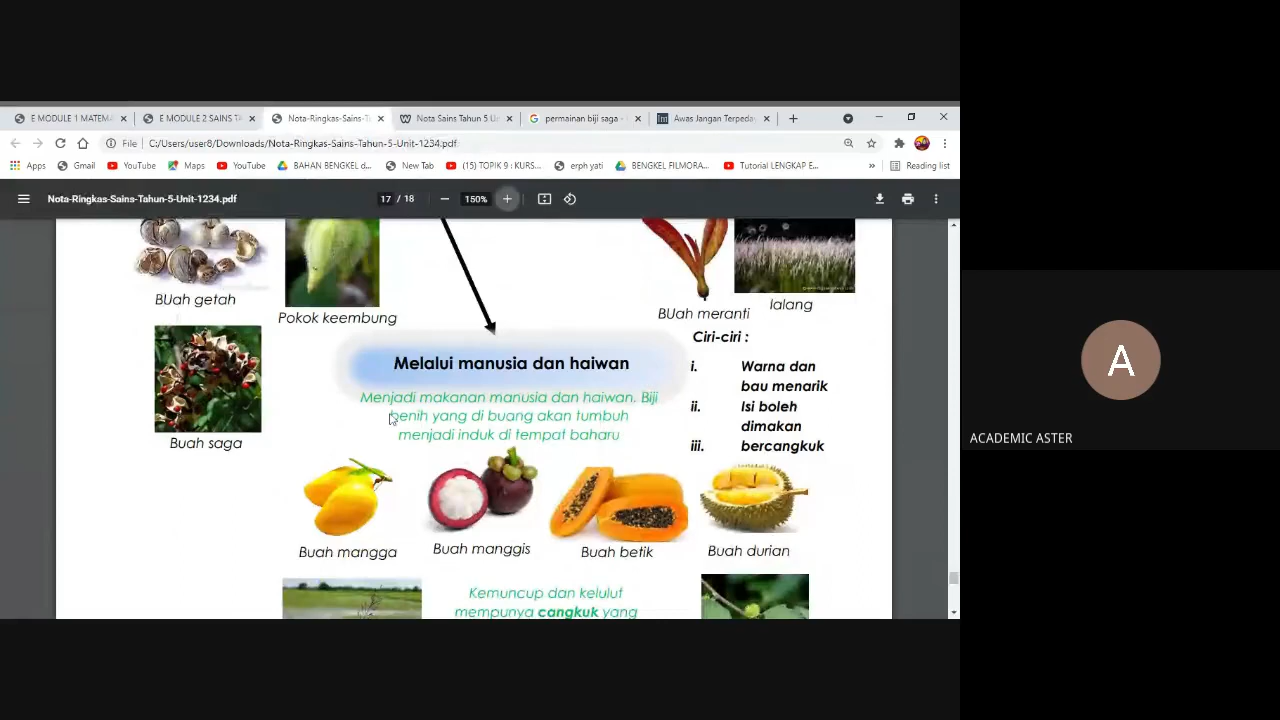 E MODULE 1 MATEM
E MODULE 2 SAINS TA
Nota-Ringkas-Sains-T
Nota Sains Tahun 5 U
permainan biji saga -
Awas Jangan Terpeda
File
C:/Users/user8/Downloads/Nota-Ringkas-Sains-Tahun-5-Unit-1234.pdf
Apps
Gmail
YouTube
Maps
YouTube
BAHAN BENGKEL d...
New Tab
(15) TOPIK 9 : KURS...
erph yati
BENGKEL FILMORA...
Tutorial LENGKAP E...
»
Reading list
Nota-Ringkas-Sains-Tahun-5-Unit-1234.pdf
17 / 18
150%
BUah getah
Pokok keembung
BUah meranti
lalang
Buah saga
Melalui manusia dan haiwan
Menjadi makanan manusia dan haiwan. Biji
benih yang di buang akan tumbuh
menjadi induk di tempat baharu
Ciri-ciri :
i. Warna dan
bau menarik
ii. Isi boleh
dimakan
iii. bercangkuk
Buah mangga
Buah manggis
Buah betik
Buah durian
Kemuncup dan kelulut
mempunya cangkuk yang
A
ACADEMIC ASTER